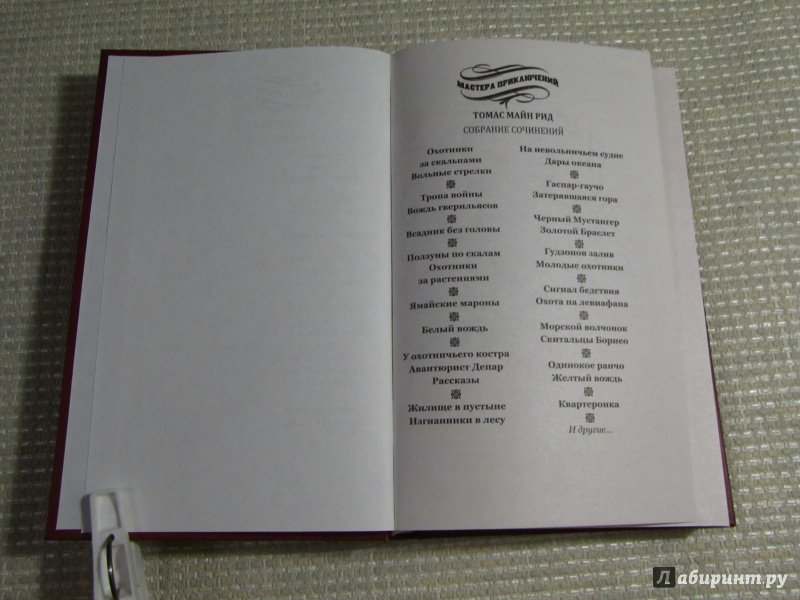 МАСТЕРА ПРИКЛЮЧЕНИЙ
ТОМАС МАЙН РИД
СОБРАНИЕ СОЧИНЕНИЙ
Охотники
за скальпами
Вольные стрелки
Тропа войны
Вождь гверильясов
Всадник без головы
Ползуны по скалам
Охотники
за растениями
Ямайские мароны
Белый вождь
У охотничьего костра
Авантюрист Депар
Рассказы
Жилище в пустыне
Изгнанники в лесу
На невольничьем судне
Дары океана
Гаспар-гаучо
Затерявшаяся гора
Черный Мустангер
Золотой Браслет
Гудзонов залив
Молодые охотники
Сигнал бедствия
Охота на левиафана
Морской волчонок
Скитальцы Борнео
Одинокое ранчо
Желтый вождь
Квартеронка
И другие...
Лабиринт.ру